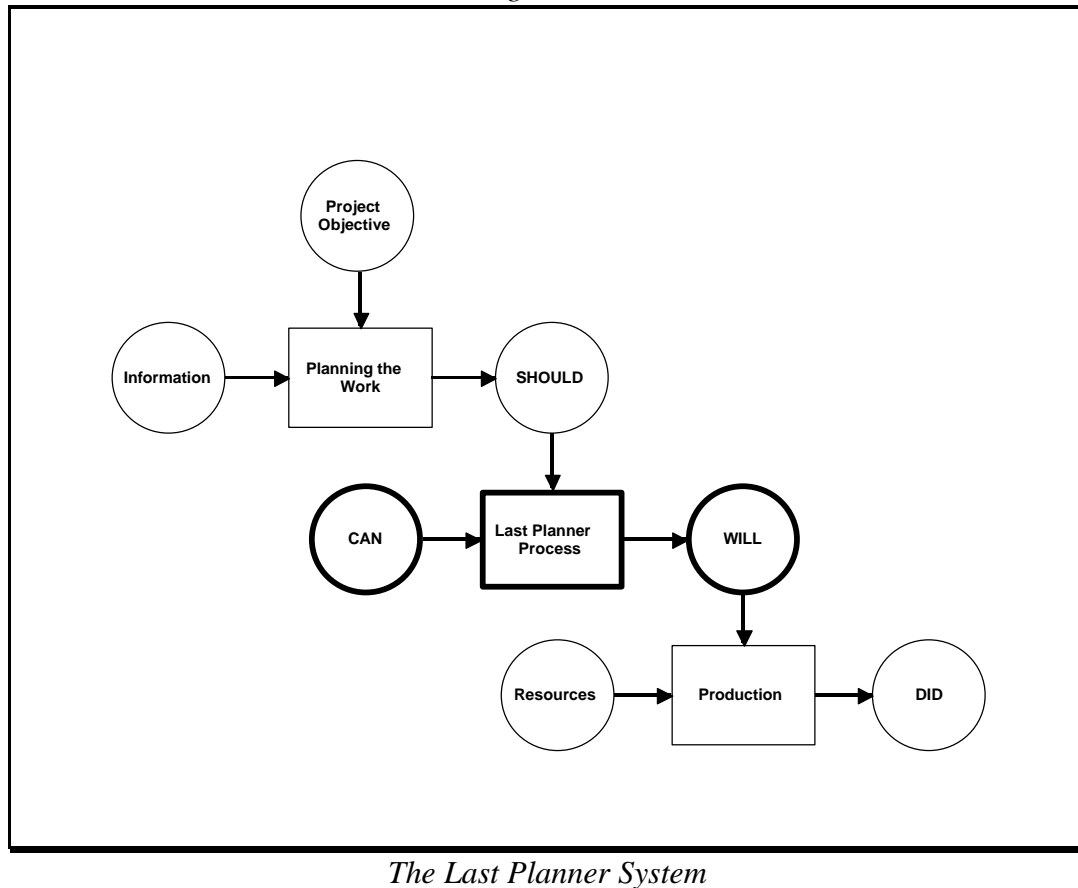 Project
Objective
Information
Planning the
Work
SHOULD
CAN
Last Planner
Process
WILL
Resources
Production
DID
The Last Planner System